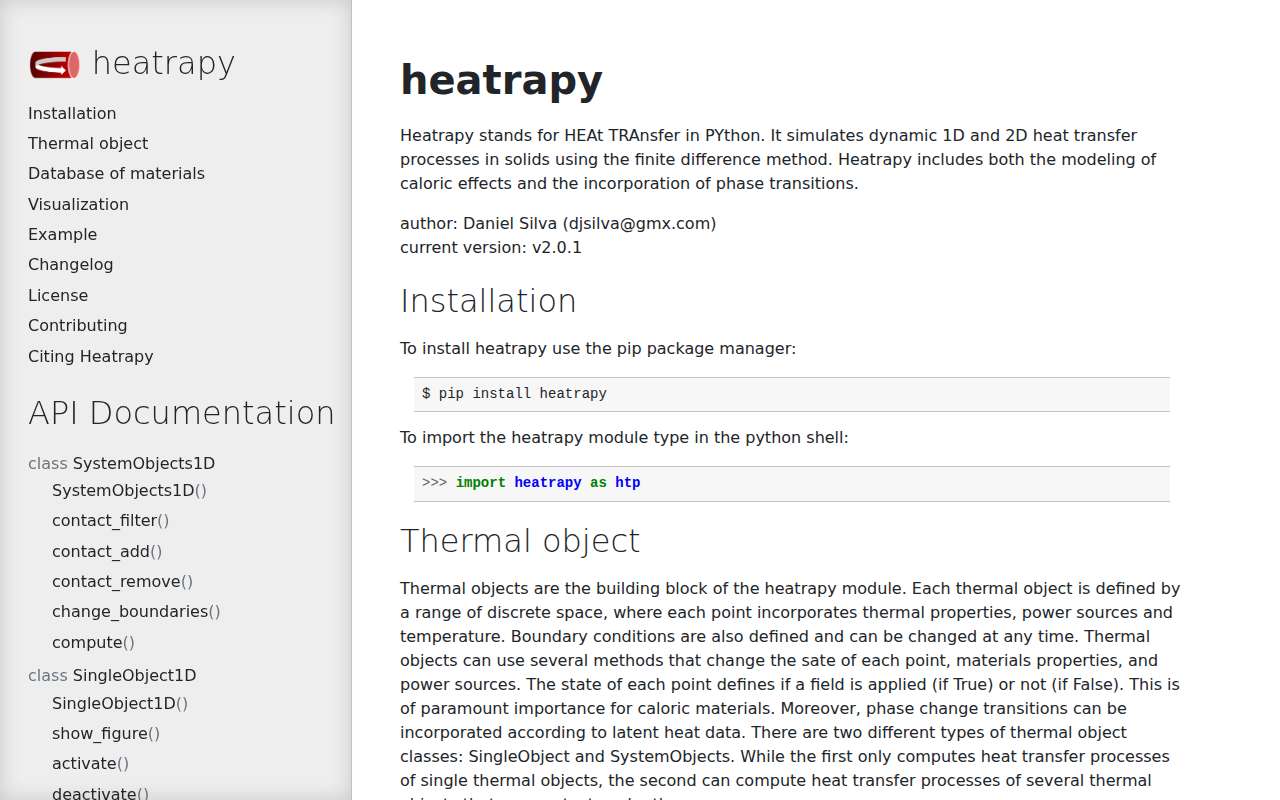 heatrapy
Installation
Thermal object
Database of materials
Visualization
Example
Changelog
License
Contributing
Citing Heatrapy
API Documentation
class SystemObjects1D
SystemObjects1D()
contact_filter()
contact_add()
contact_remove()
change_boundaries()
compute()
class SingleObject1D
SingleObject1D()
show_figure()
activate()
deactivate()
heatrapy
Heatrapy stands for HEAt TRAnsfer in PYthon. It simulates dynamic 1D and 2D heat transfer
processes in solids using the finite difference method. Heatrapy includes both the modeling of
caloric effects and the incorporation of phase transitions.
author: Daniel Silva (djsilva@gmx.com)
current version: v2.0.1
Installation
To install heatrapy use the pip package manager:
$ pip install heatrapy
To import the heatrapy module type in the python shell:
>>> import heatrapy as htp
Thermal object
Thermal objects are the building block of the heatrapy module. Each thermal object is defined by
a range of discrete space, where each point incorporates thermal properties, power sources and
temperature. Boundary conditions are also defined and can be changed at any time. Thermal
objects can use several methods that change the sate of each point, materials properties, and
power sources. The state of each point defines if a field is applied (if True) or not (if False). This is
of paramount importance for caloric materials. Moreover, phase change transitions can be
incorporated according to latent heat data. There are two different types of thermal object
classes: SingleObject and SystemObjects. While the first only computes heat transfer processes
of single thermal objects, the second can compute heat transfer processes of several thermal